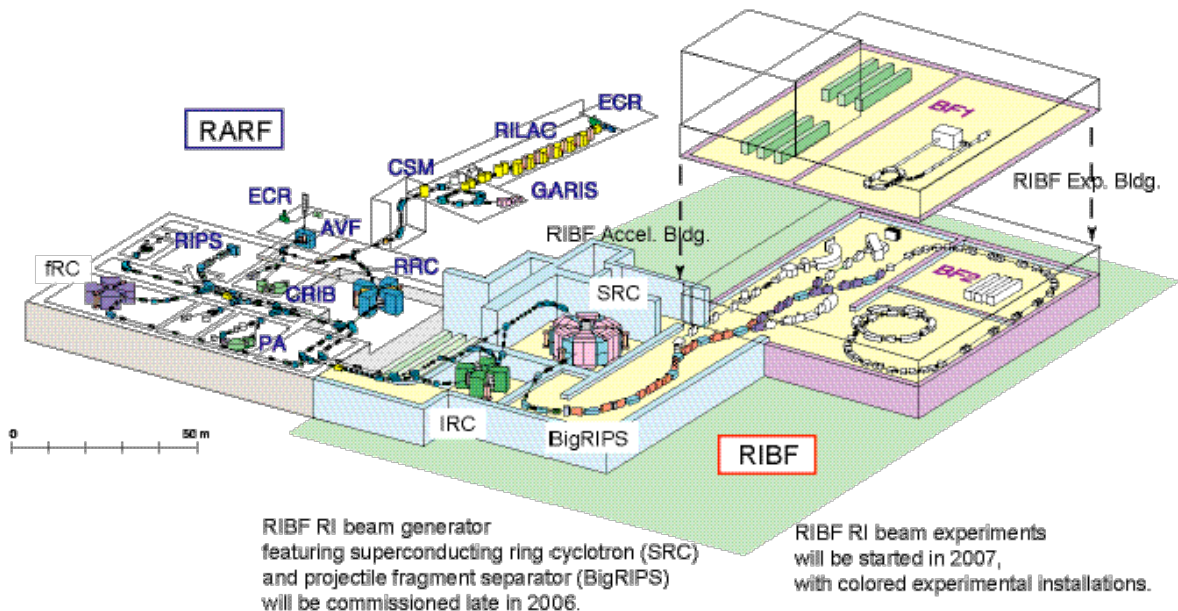 ECR
BF1
RARF
RILAC
CSM
GARIS
RIBF Exp. Bldg.
ECR
AVF
RIBF Accel. Bldg.
RIPS
fRC
RRC
BF2
CRIB
SRC
PA
IRC
BigRIPS
0 50 m
RIBF
RIBF RI beam generator
featuring superconducting ring cyclotron (SRC)
and projectile fragment separator (BigRIPS)
will be commissioned late in 2006.
RIBF RI beam experiments
will be started in 2007,
with colored experimental installations.